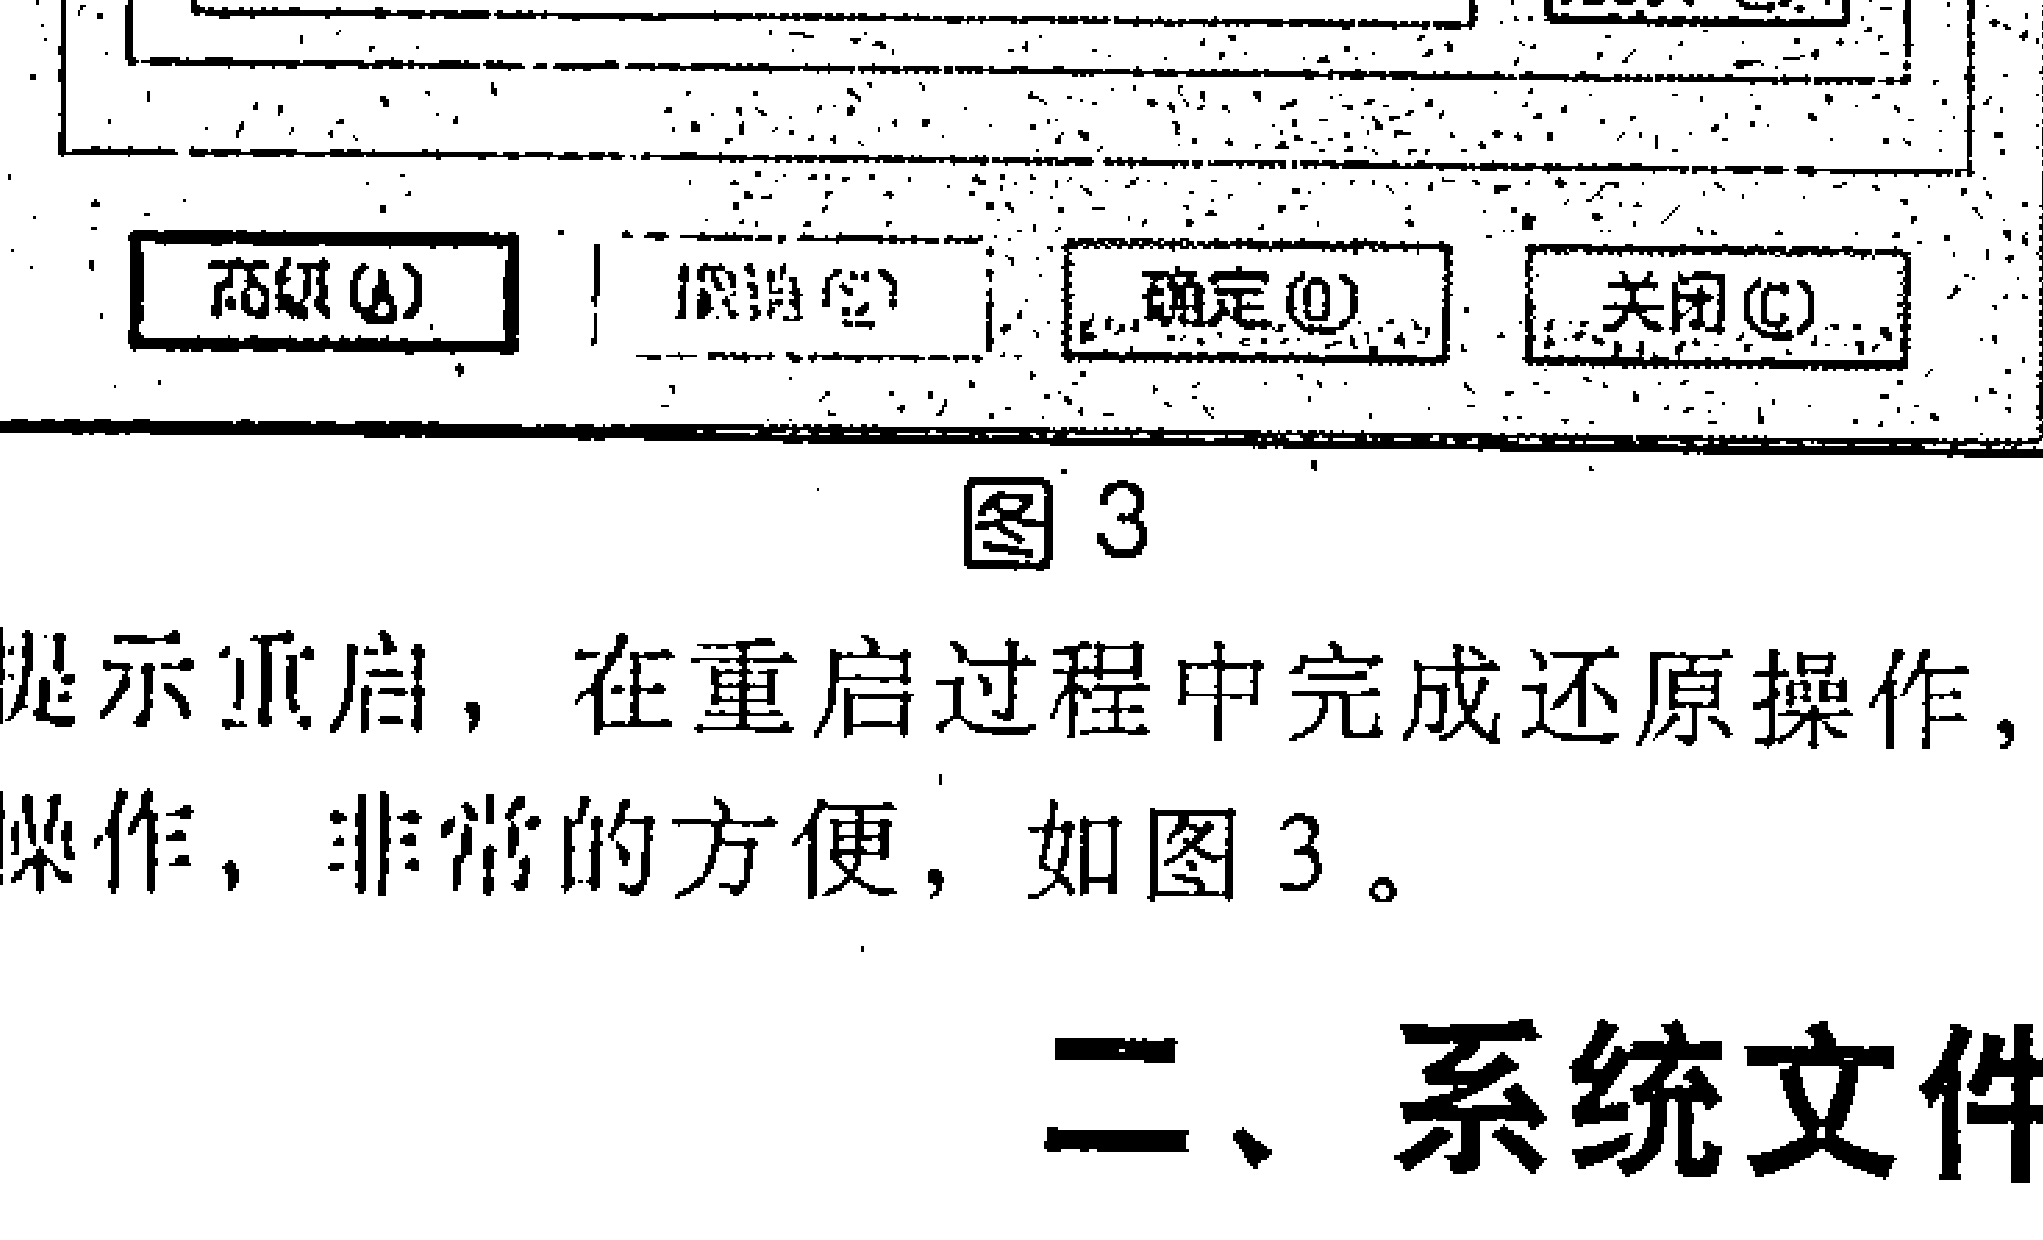 高级(A) 确定(O) 关闭(C)
图 3
提示重启，在重启过程中完成还原操作，
操作，非常的方便，如图 3 。
二、系统文件